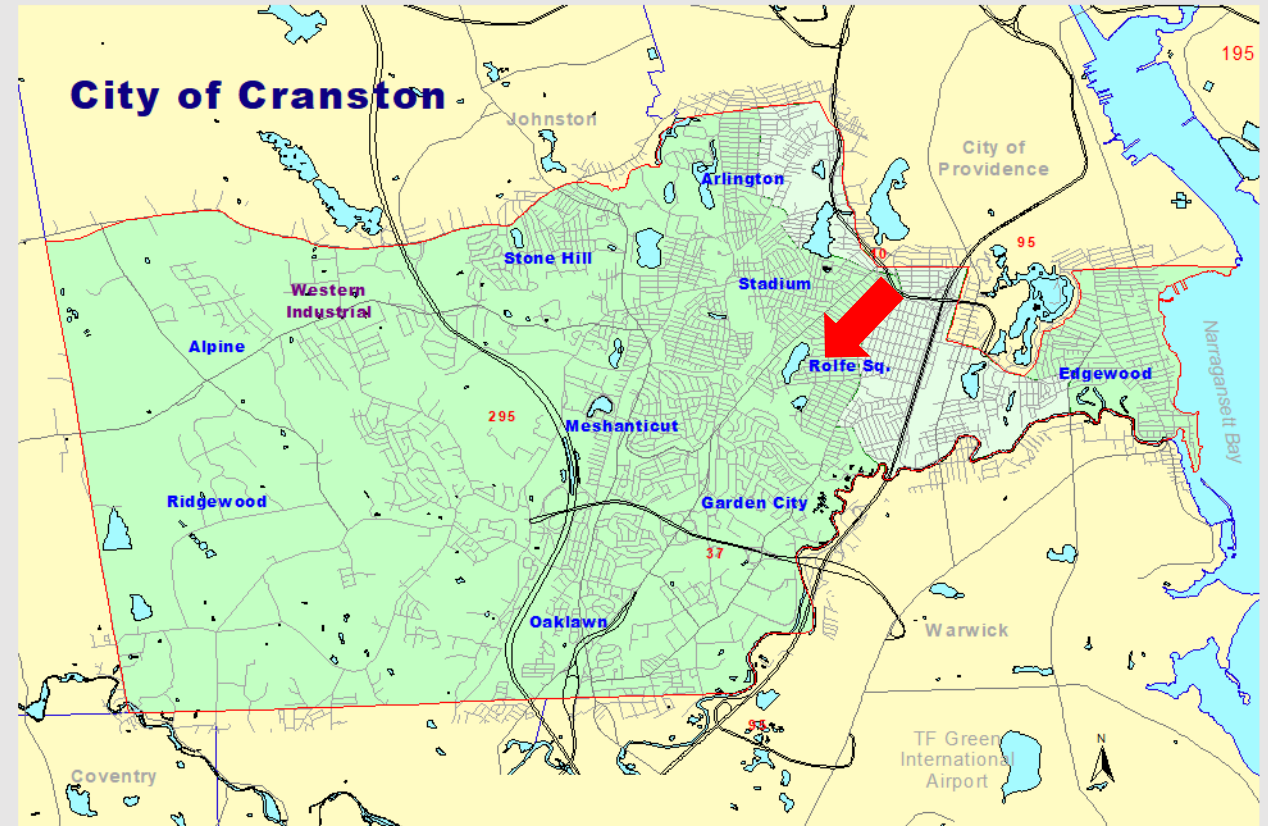 195
City of Cranston
Johnston
City of
Providence
Arlington
95
10
Stone Hill
Stadium
Western
Industrial
Narragansett Bay
Alpine
Rolfe Sq.
Edgewood
295
Meshanticut
Ridgewood
Garden City
37
Oaklawn
Warwick
95
TF Green
International
Airport
N
Coventry